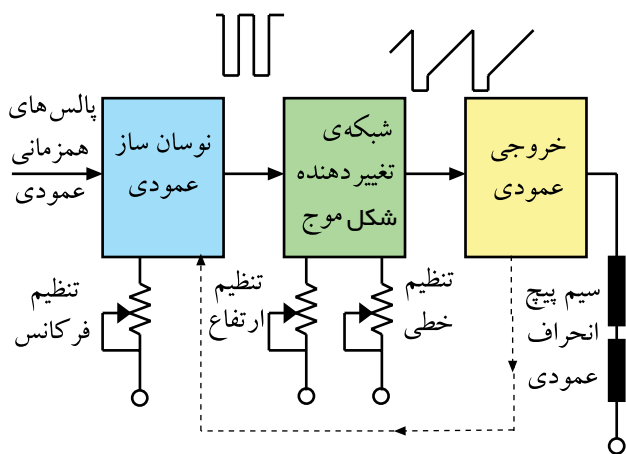 پالس‌های
همزمانی
عمودی
نوسان ساز
عمودی
شبکه‌ی
تغییر دهنده
شکل موج
خروجی
عمودی
تنظیم
فرکانس
تنظیم
ارتفاع
تنظیم
خطی
سیم پیچ
انحراف
عمودی